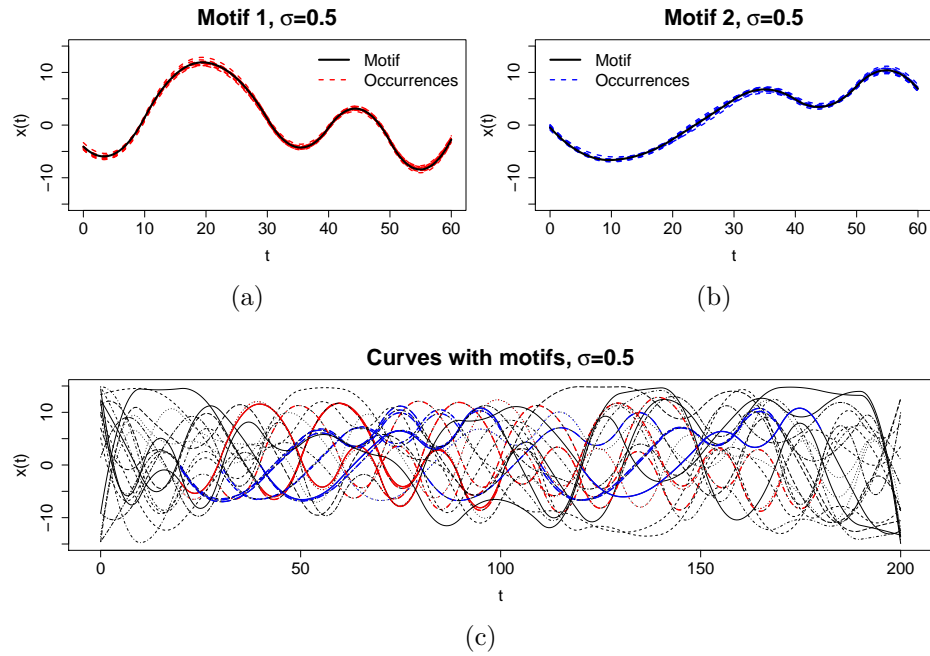 Motif 1, σ=0.5
x(t)
10
0
−10
Motif
Occurrences
0 10 20 30 40 50 60
t
(a)
Motif 2, σ=0.5
x(t)
10
0
−10
Motif
Occurrences
0 10 20 30 40 50 60
t
(b)
Curves with motifs, σ=0.5
x(t)
10
0
−10
0 50 100 150 200
t
(c)